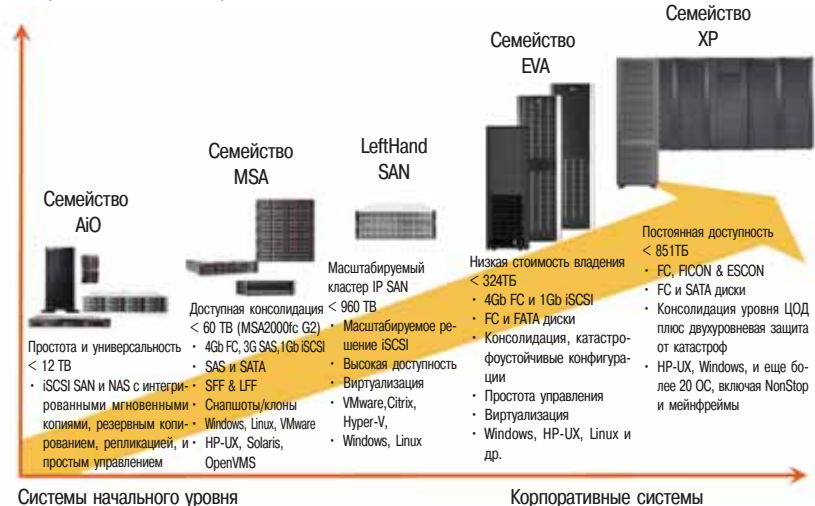 Семейство
AiO
Простота и универсальность
< 12 TB
· iSCSI SAN и NAS с интегри-
рованными мгновенными
копиями, резервным копи-
рованием, репликацией, и
простым управлением
Семейство
MSA
Доступная консолидация
< 60 TB (MSA2000fc G2)
· 4Gb FC, 3G SAS,1Gb iSCSI
· SAS и SATA
· SFF & LFF
· Снапшоты/клоны
· Windows, Linux, VMware
· HP-UX, Solaris,
OpenVMS
LeftHand
SAN
Масштабируемый
кластер IP SAN
< 960 TB
· Масштабируемое ре-
шение iSCSI
· Высокая доступность
· Виртуализация
· VMware,Citrix,
Hyper-V,
· Windows, Linux
Семейство
EVA
Низкая стоимость владения
< 324ТБ
· 4Gb FC и 1Gb iSCSI
· FC и FATA диски
· Консолидация, катастро-
фоустойчивые конфигура-
ции
· Простота управления
· Виртуализация
· Windows, HP-UX, Linux и
др.
Семейство
XP
Постоянная доступность
< 851ТБ
· FC, FICON & ESCON
· FC и SATA диски
· Консолидация уровня ЦОД
плюс двухуровневая защита
от катастроф
· HP-UX, Windows, и еще бо-
лее 20 ОС, включая NonStop
и мейнфреймы
Системы начального уровня
Корпоративные системы